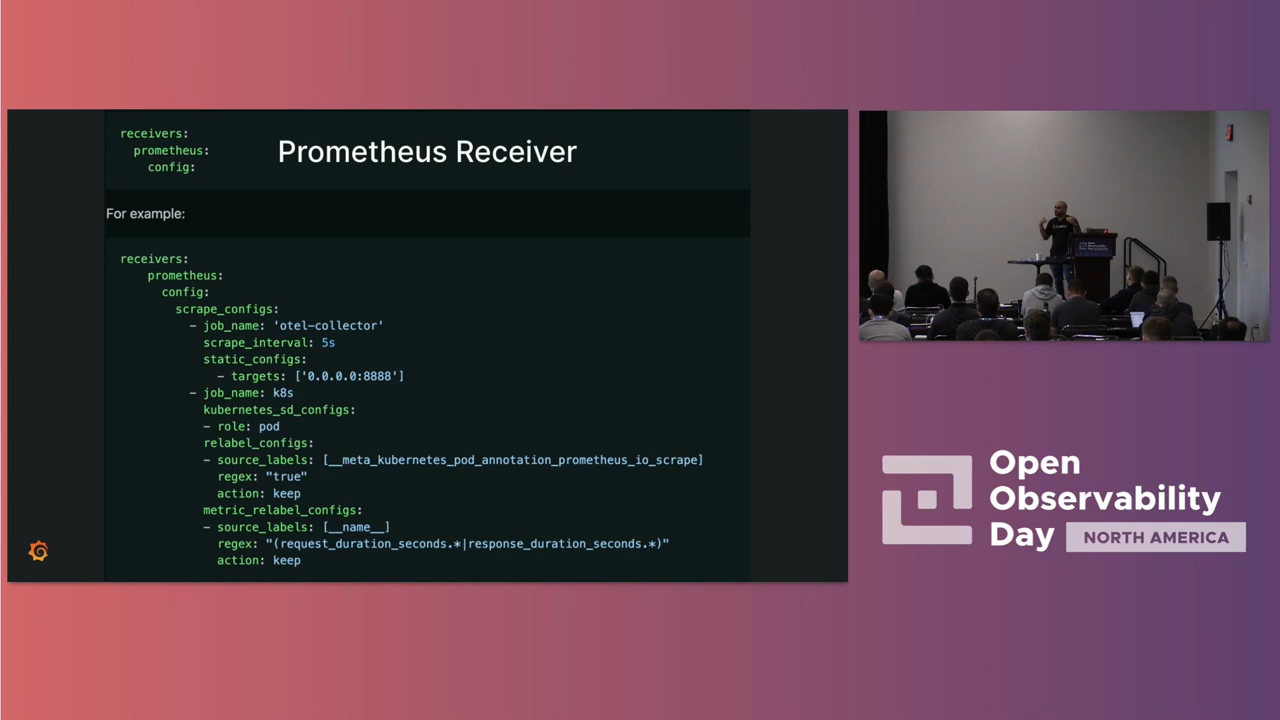 receivers:
prometheus:
config:
Prometheus Receiver
For example:
receivers:
prometheus:
config:
scrape_configs:
- job_name: 'otel-collector'
scrape_interval: 5s
static_configs:
- targets: ['0.0.0.0:8888']
- job_name: k8s
kubernetes_sd_configs:
- role: pod
relabel_configs:
- source_labels: [__meta_kubernetes_pod_annotation_prometheus_io_scrape]
regex: "true"
action: keep
metric_relabel_configs:
- source_labels: [__name__]
regex: "(request_duration_seconds.*|response_duration_seconds.*)"
action: keep
Open
Observability
Day NORTH AMERICA